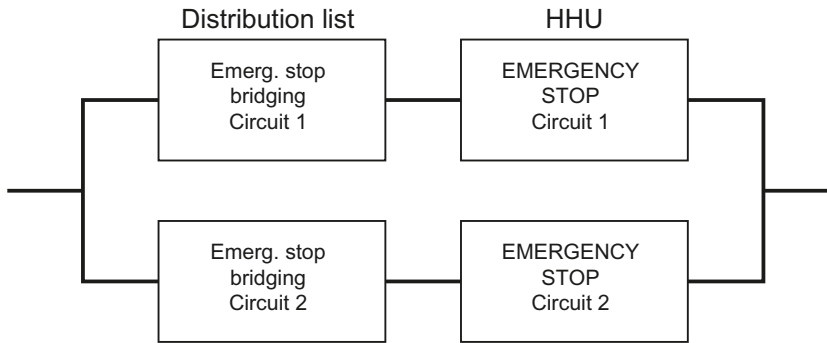 Distribution list
HHU
Emerg. stop
bridging
Circuit 1
EMERGENCY
STOP
Circuit 1
Emerg. stop
bridging
Circuit 2
EMERGENCY
STOP
Circuit 2